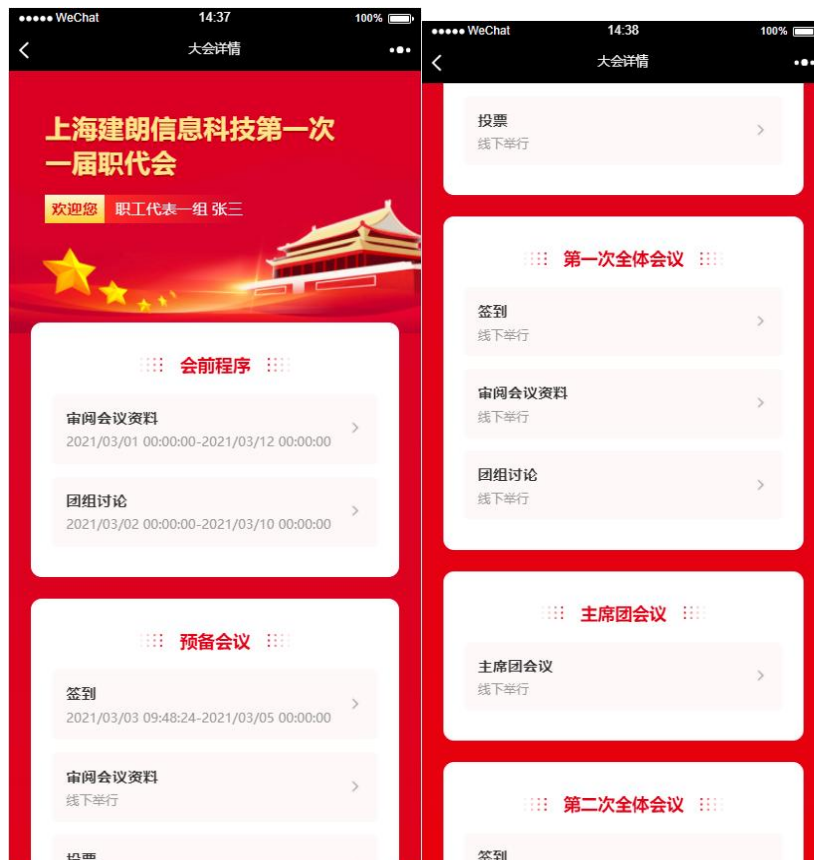 WeChat
14:37
100%
大会详情
上海建朗信息科技第一次
一届职代会
欢迎您 职工代表一组 张三
会前程序
审阅会议资料
2021/03/01 00:00:00-2021/03/12 00:00:00
团组讨论
2021/03/02 00:00:00-2021/03/10 00:00:00
预备会议
签到
2021/03/03 09:48:24-2021/03/05 00:00:00
审阅会议资料
线下举行
投票
WeChat
14:38
100%
大会详情
投票
线下举行
第一次全体会议
签到
线下举行
审阅会议资料
线下举行
团组讨论
线下举行
主席团会议
主席团会议
线下举行
第二次全体会议
签到